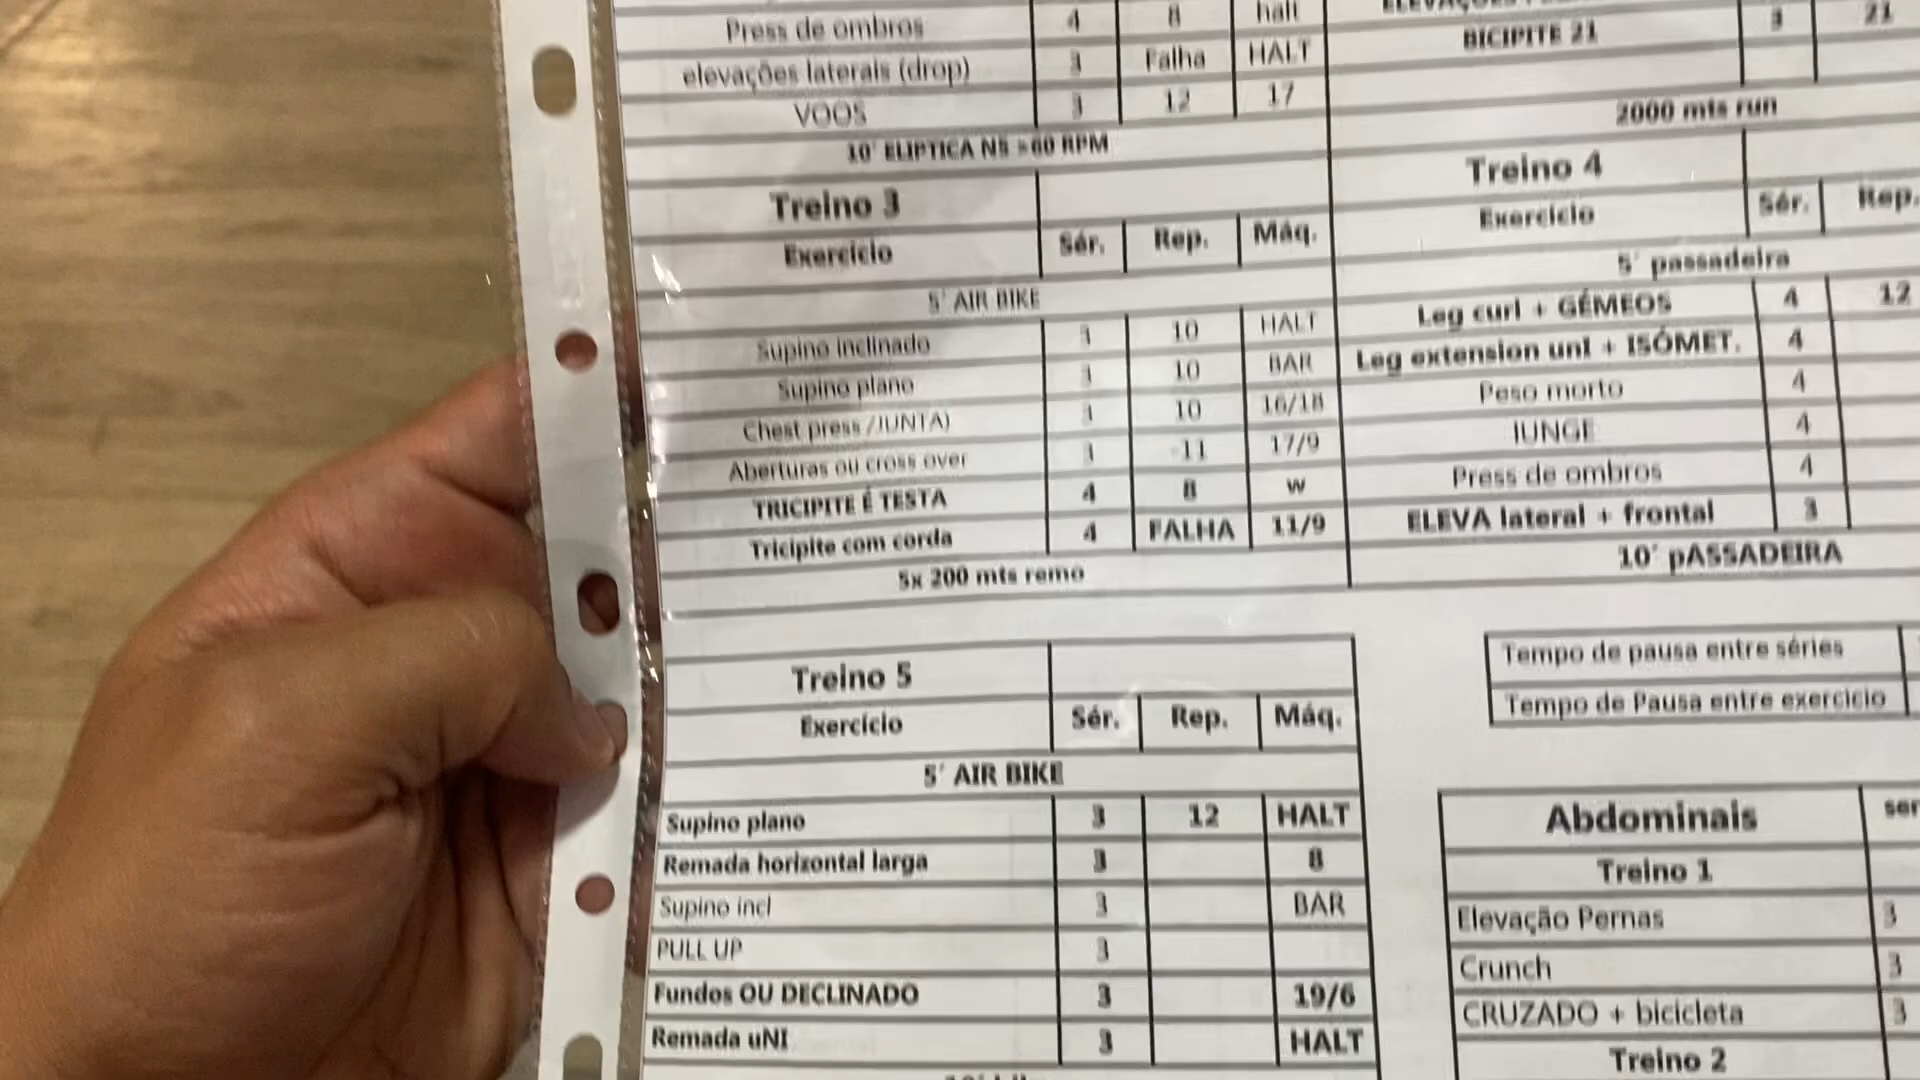 Press de ombros 4 8 halt
elevações laterais (drop) 3 Falha HALT
VOOS 3 12 17
10´ ELIPTICA N5 >60 RPM
Treino 3
Exercício Sér. Rep. Máq.
5´ AIR BIKE
Supino inclinado 3 10 HALT
Supino plano 3 10 BAR
Chest press /JUNTA) 3 10 16/18
Aberturas ou cross over 3 -11 17/9
TRICIPITE É TESTA 4 8 w
Tricipite com corda 4 FALHA 11/9
5x 200 mts remo
BICIPITE 21 3 21
2000 mts run
Treino 4
Exercício Sér. Rep.
5´ passadeira
Leg curl + GÉMEOS 4 12
Leg extension unI + ISÓMET. 4
Peso morto 4
lUNGE 4
Press de ombros 4
ELEVA lateral + frontal 3
10´ pASSADEIRA
Treino 5
Exercício Sér. Rep. Máq.
5´ AIR BIKE
Supino plano 3 12 HALT
Remada horizontal larga 3 8
Supino incl 3 BAR
PULL UP 3
Fundos OU DECLINADO 3 19/6
Remada uNI 3 HALT
Tempo de pausa entre séries
Tempo de Pausa entre exercicio
Abdominais ser
Treino 1
Elevação Pernas 3
Crunch 3
CRUZADO + bicicleta 3
Treino 2